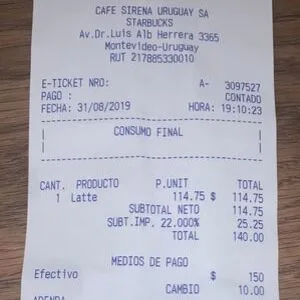 CAFE SIRENA URUGUAY SA
STARBUCKS
Av.Dr.Luis Alb Herrera 3365
Montevideo-Uruguay
RUT 217885330010
E-TICKET NRO: A- 3097527
PAGO : CONTADO
FECHA: 31/08/2019 HORA: 19:10:23
CONSUMO FINAL
CANT. PRODUCTO P.UNIT TOTAL
1 Latte 114.75 $ 114.75
SUBTOTAL NETO 114.75
SUBT.IMP. 22.000% 25.25
TOTAL 140.00
MEDIOS DE PAGO
Efectivo $ 150
CAMBIO 10.00
ADENDA